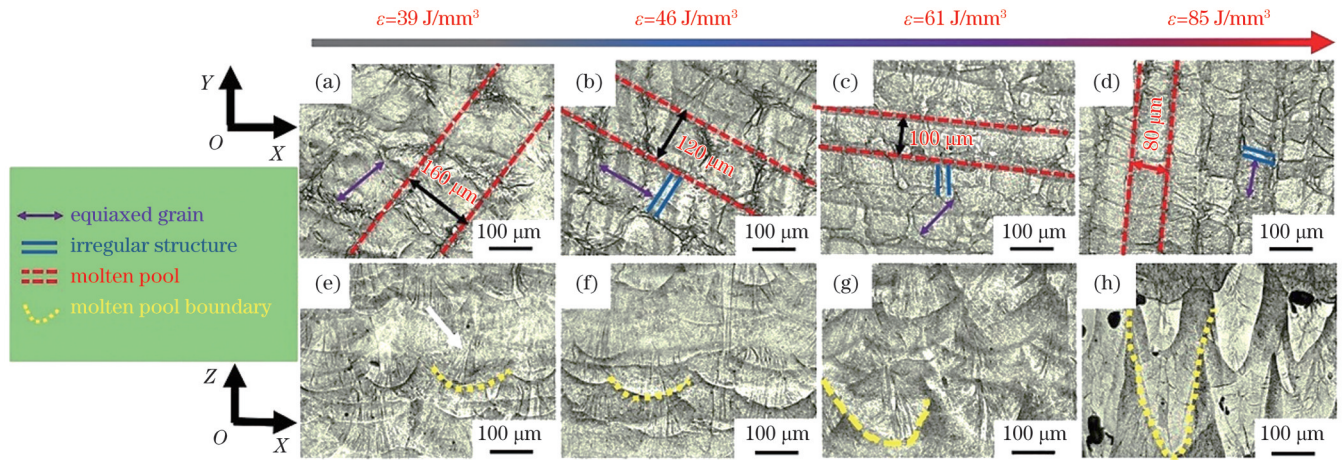 ε=39 J/mm³ ε=46 J/mm³ ε=61 J/mm³ ε=85 J/mm³
Y
O
X
(a) (b) (c) (d)
160 μm
120 μm
100 μm
80 μm
100 μm 100 μm 100 μm 100 μm
equiaxed grain
irregular structure
molten pool
molten pool boundary
(e) (f) (g) (h)
Z
O
X
100 μm 100 μm 100 μm 100 μm